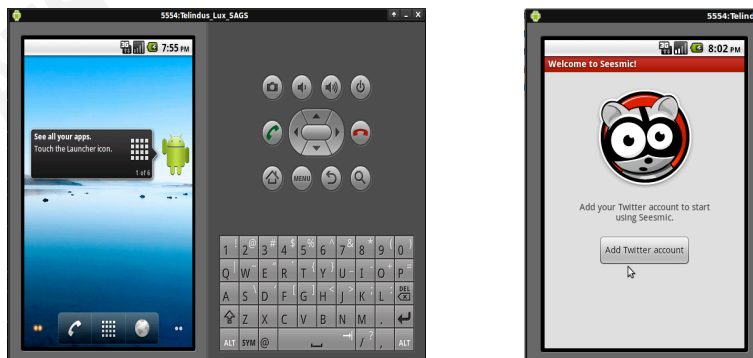 5554:Telindus_Lux_SAGS
3G
7:55 PM
See all your apps.
Touch the Launcher icon.
1 of 6
MENU
1 ! 2 @ 3 # 4 $ 5 % 6 ^ 7 & 8 * 9 ( 0 )
Q W E R T Y U I O P
A S D F G H J K L DEL
Z X C V B N M .
ALT SYM @ / ? , ALT
5554:Telind
3G
8:02 PM
Welcome to Seesmic!
Add your Twitter account to start
using Seesmic.
Add Twitter account